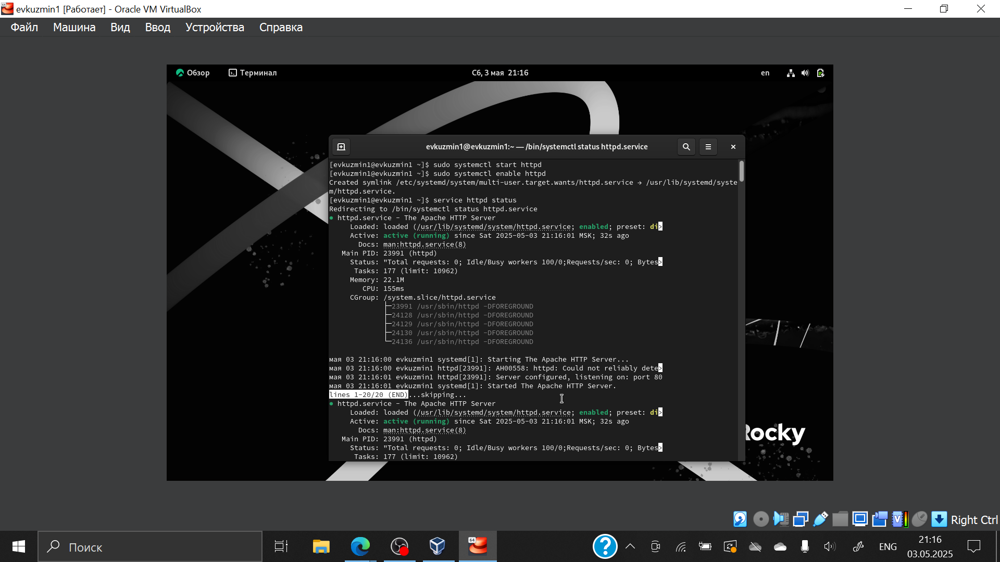 evkuzmin1 [Работает] - Oracle VM VirtualBox
Файл Машина Вид Ввод Устройства Справка
Обзор Терминал Сб, 3 мая 21:16 en
evkuzmin1@evkuzmin1:~ — /bin/systemctl status httpd.service
[evkuzmin1@evkuzmin1 ~]$ sudo systemctl start httpd
[evkuzmin1@evkuzmin1 ~]$ sudo systemctl enable httpd
Created symlink /etc/systemd/system/multi-user.target.wants/httpd.service → /usr/lib/systemd/syste
m/httpd.service.
[evkuzmin1@evkuzmin1 ~]$ service httpd status
Redirecting to /bin/systemctl status httpd.service
● httpd.service - The Apache HTTP Server
Loaded: loaded (/usr/lib/systemd/system/httpd.service; enabled; preset: di>
Active: active (running) since Sat 2025-05-03 21:16:01 MSK; 32s ago
Docs: man:httpd.service(8)
Main PID: 23991 (httpd)
Status: "Total requests: 0; Idle/Busy workers 100/0;Requests/sec: 0; Bytes>
Tasks: 177 (limit: 10962)
Memory: 22.1M
CPU: 155ms
CGroup: /system.slice/httpd.service
├─23991 /usr/sbin/httpd -DFOREGROUND
├─24128 /usr/sbin/httpd -DFOREGROUND
├─24129 /usr/sbin/httpd -DFOREGROUND
├─24130 /usr/sbin/httpd -DFOREGROUND
└─24136 /usr/sbin/httpd -DFOREGROUND
мая 03 21:16:00 evkuzmin1 systemd[1]: Starting The Apache HTTP Server...
мая 03 21:16:00 evkuzmin1 httpd[23991]: AH00558: httpd: Could not reliably dete>
мая 03 21:16:01 evkuzmin1 httpd[23991]: Server configured, listening on: port 80
мая 03 21:16:01 evkuzmin1 systemd[1]: Started The Apache HTTP Server.
lines 1-20/20 (END)...skipping...
● httpd.service - The Apache HTTP Server
Loaded: loaded (/usr/lib/systemd/system/httpd.service; enabled; preset: di>
Active: active (running) since Sat 2025-05-03 21:16:01 MSK; 32s ago
Docs: man:httpd.service(8)
Main PID: 23991 (httpd)
Status: "Total requests: 0; Idle/Busy workers 100/0;Requests/sec: 0; Bytes>
Tasks: 177 (limit: 10962)
Rocky
Right Ctrl
Поиск
64
ENG
21:16
03.05.2025